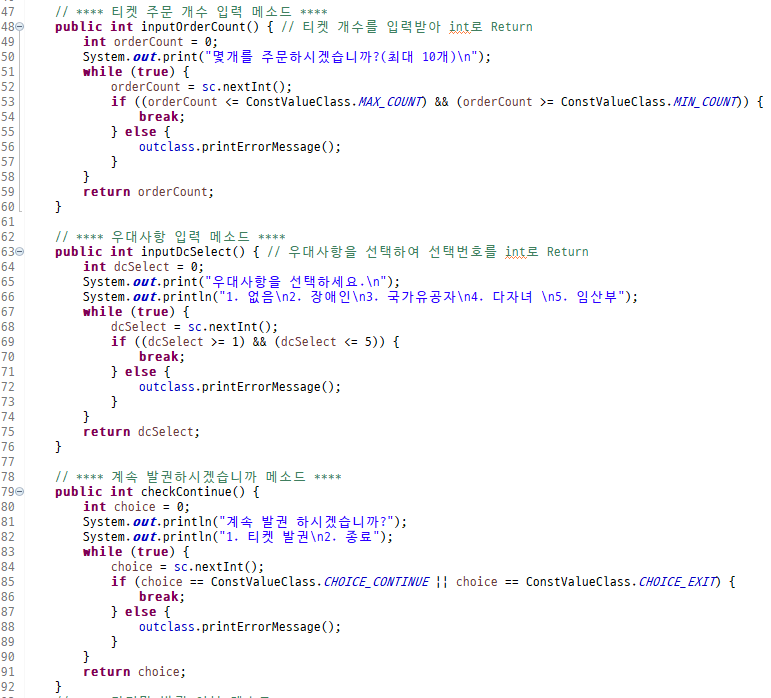 47 // **** 티켓 주문 개수 입력 메소드 ****
48 public int inputOrderCount() { // 티켓 개수를 입력받아 int로 Return
49 int orderCount = 0;
50 System.out.print("몇개를 주문하시겠습니까?(최대 10개)\n");
51 while (true) {
52 orderCount = sc.nextInt();
53 if ((orderCount <= ConstValueClass.MAX_COUNT) && (orderCount >= ConstValueClass.MIN_COUNT)) {
54 break;
55 } else {
56 outclass.printErrorMessage();
57 }
58 }
59 return orderCount;
60 }
61
62 // **** 우대사항 입력 메소드 ****
63 public int inputDcSelect() { // 우대사항을 선택하여 선택번호를 int로 Return
64 int dcSelect = 0;
65 System.out.print("우대사항을 선택하세요.\n");
66 System.out.println("1. 없음\n2. 장애인\n3. 국가유공자\n4. 다자녀 \n5. 임산부");
67 while (true) {
68 dcSelect = sc.nextInt();
69 if ((dcSelect >= 1) && (dcSelect <= 5)) {
70 break;
71 } else {
72 outclass.printErrorMessage();
73 }
74 }
75 return dcSelect;
76 }
77
78 // **** 계속 발권하시겠습니까 메소드 ****
79 public int checkContinue() {
80 int choice = 0;
81 System.out.println("계속 발권 하시겠습니까?");
82 System.out.println("1. 티켓 발권\n2. 종료");
83 while (true) {
84 choice = sc.nextInt();
85 if (choice == ConstValueClass.CHOICE_CONTINUE || choice == ConstValueClass.CHOICE_EXIT) {
86 break;
87 } else {
88 outclass.printErrorMessage();
89 }
90 }
91 return choice;
92 }